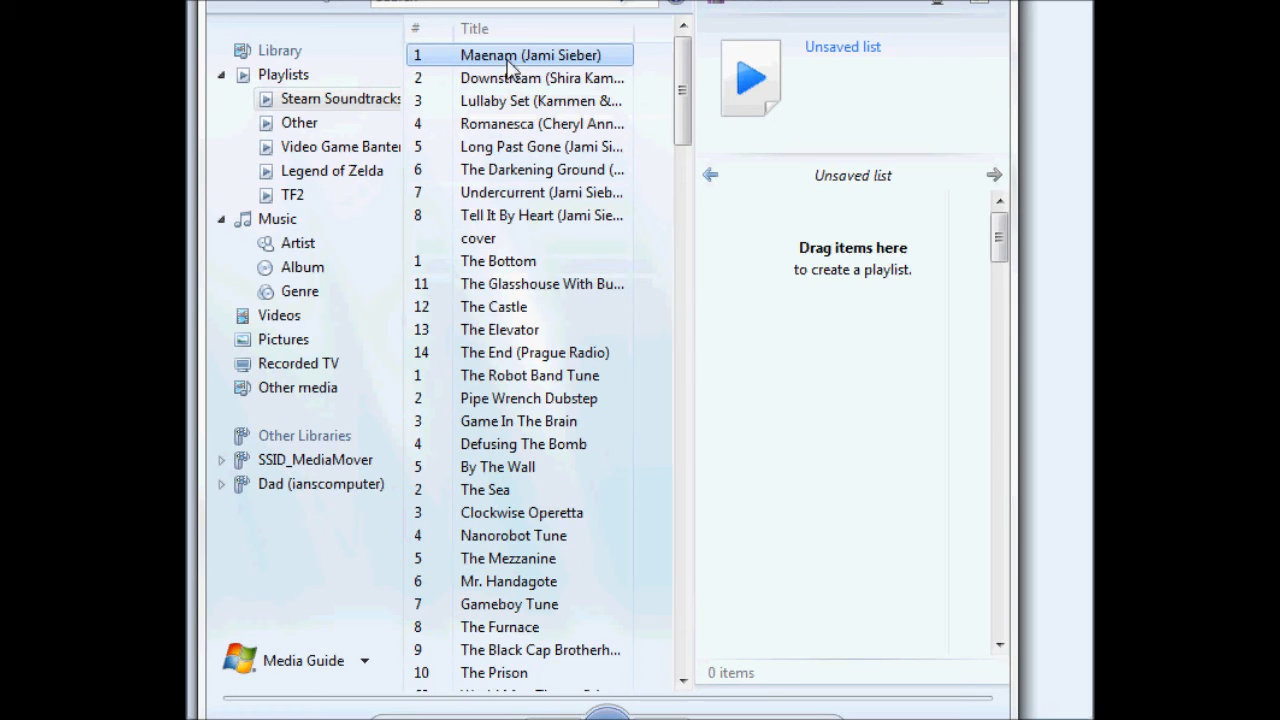 # Title
Library
Playlists
Steam Soundtracks
Other
Video Game Banter
Legend of Zelda
TF2
Music
Artist
Album
Genre
Videos
Pictures
Recorded TV
Other media
Other Libraries
SSID_MediaMover
Dad (ianscomputer)
Media Guide
1 Maenam (Jami Sieber)
2 Downstream (Shira Kam...
3 Lullaby Set (Kammen &...
4 Romanesca (Cheryl Ann...
5 Long Past Gone (Jami Si...
6 The Darkening Ground (...
7 Undercurrent (Jami Sieb...
8 Tell It By Heart (Jami Sie...
cover
1 The Bottom
11 The Glasshouse With Bu...
12 The Castle
13 The Elevator
14 The End (Prague Radio)
1 The Robot Band Tune
2 Pipe Wrench Dubstep
3 Game In The Brain
4 Defusing The Bomb
5 By The Wall
2 The Sea
3 Clockwise Operetta
4 Nanorobot Tune
5 The Mezzanine
6 Mr. Handagote
7 Gameboy Tune
8 The Furnace
9 The Black Cap Brotherh...
10 The Prison
Unsaved list
Unsaved list
Drag items here
to create a playlist.
0 items